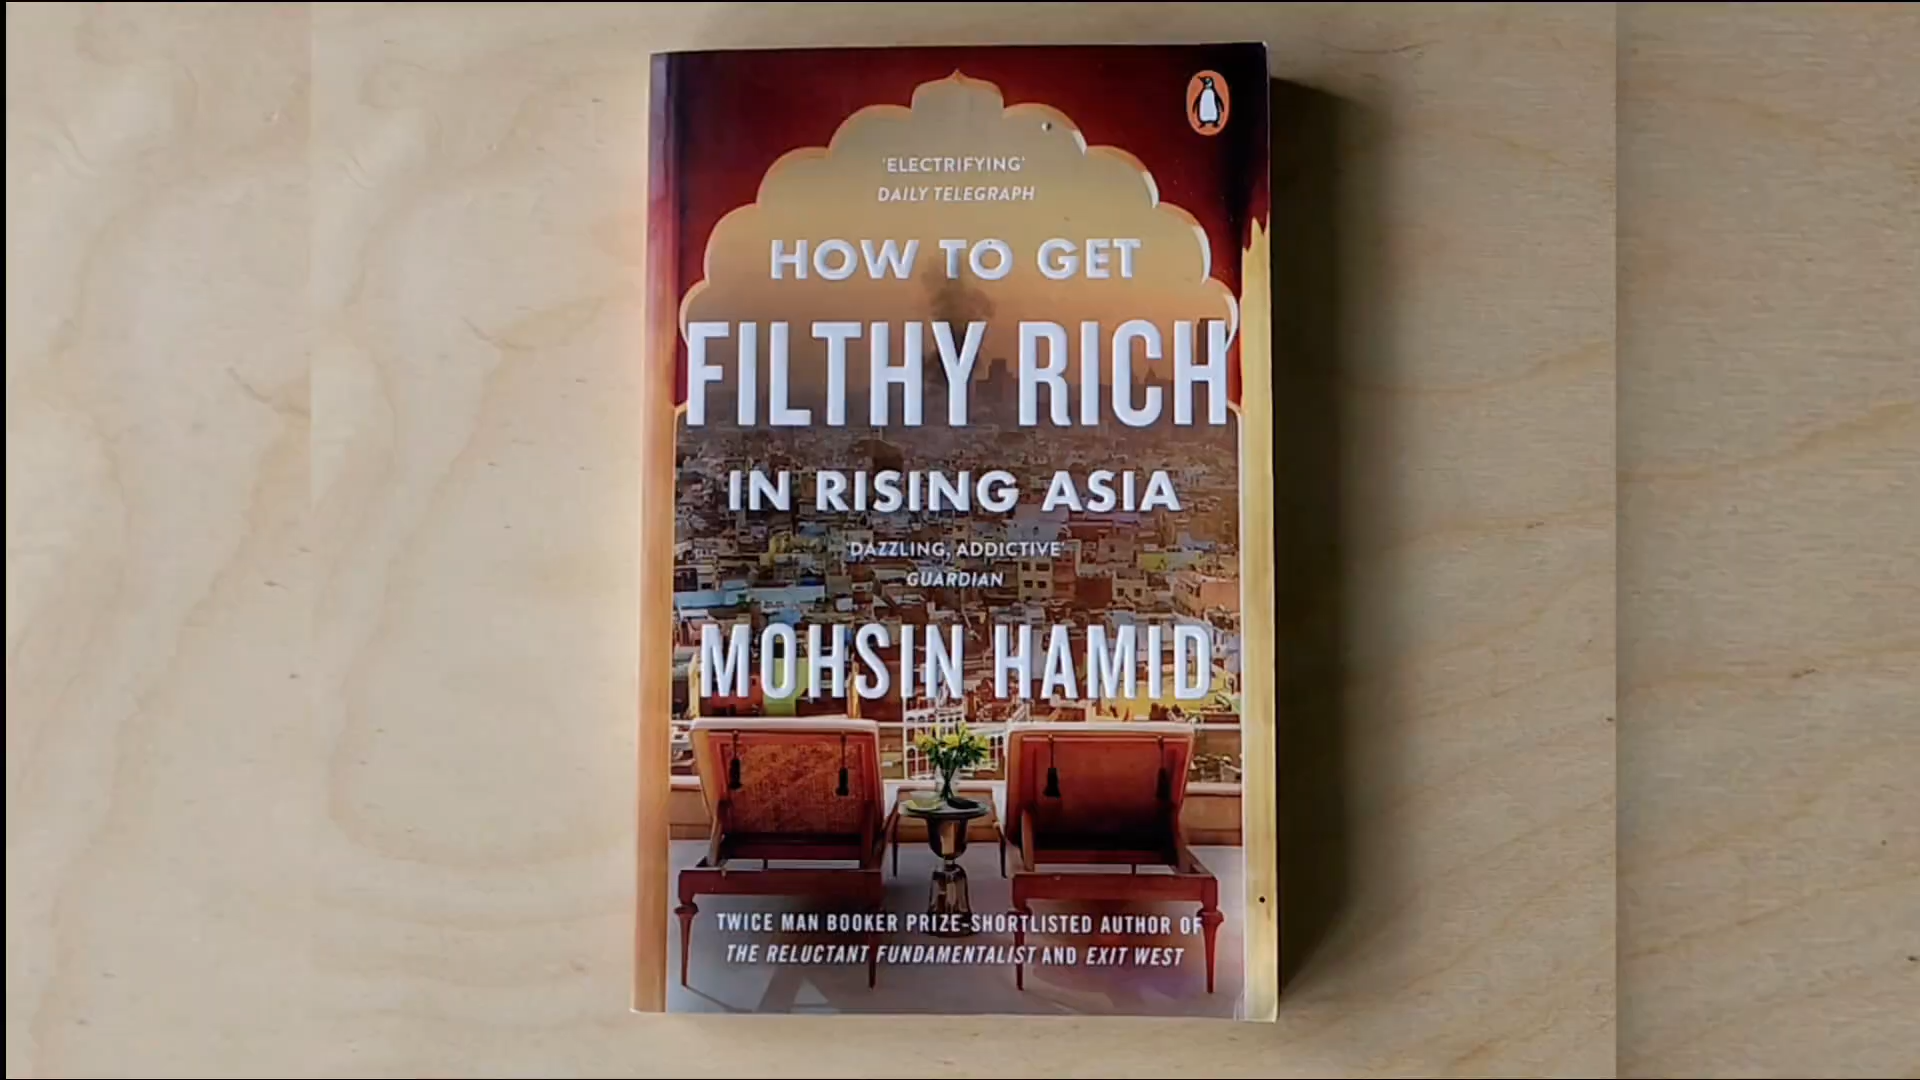 'ELECTRIFYING'
DAILY TELEGRAPH
HOW TO GET
FILTHY RICH
IN RISING ASIA
'DAZZLING, ADDICTIVE'
GUARDIAN
MOHSIN HAMID
TWICE MAN BOOKER PRIZE-SHORTLISTED AUTHOR OF
THE RELUCTANT FUNDAMENTALIST AND EXIT WEST